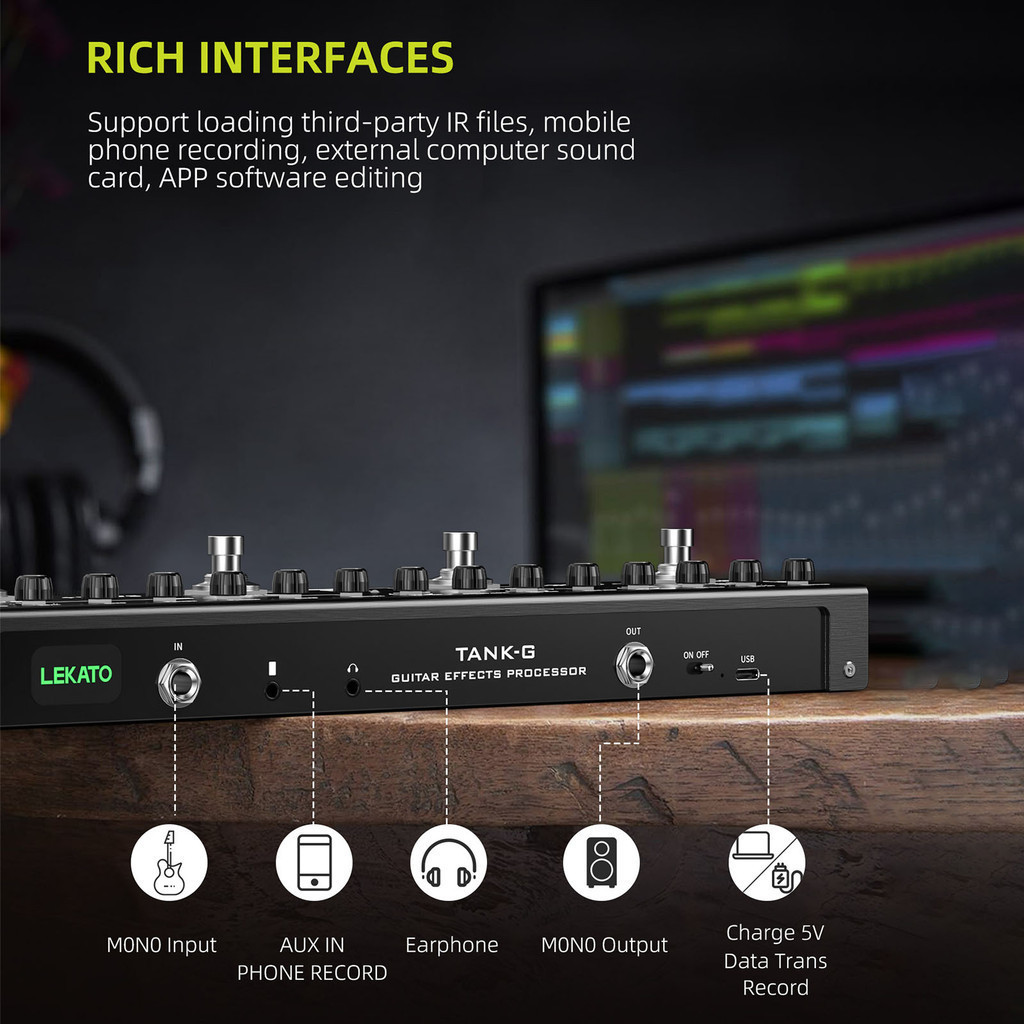 RICH INTERFACES
Support loading third-party IR files, mobile
phone recording, external computer sound
card, APP software editing
LEKATO
IN
TANK-G
GUITAR EFFECTS PROCESSOR
OUT
ON OFF
USB
M0N0 Input
AUX IN
PHONE RECORD
Earphone
M0N0 Output
Charge 5V
Data Trans
Record